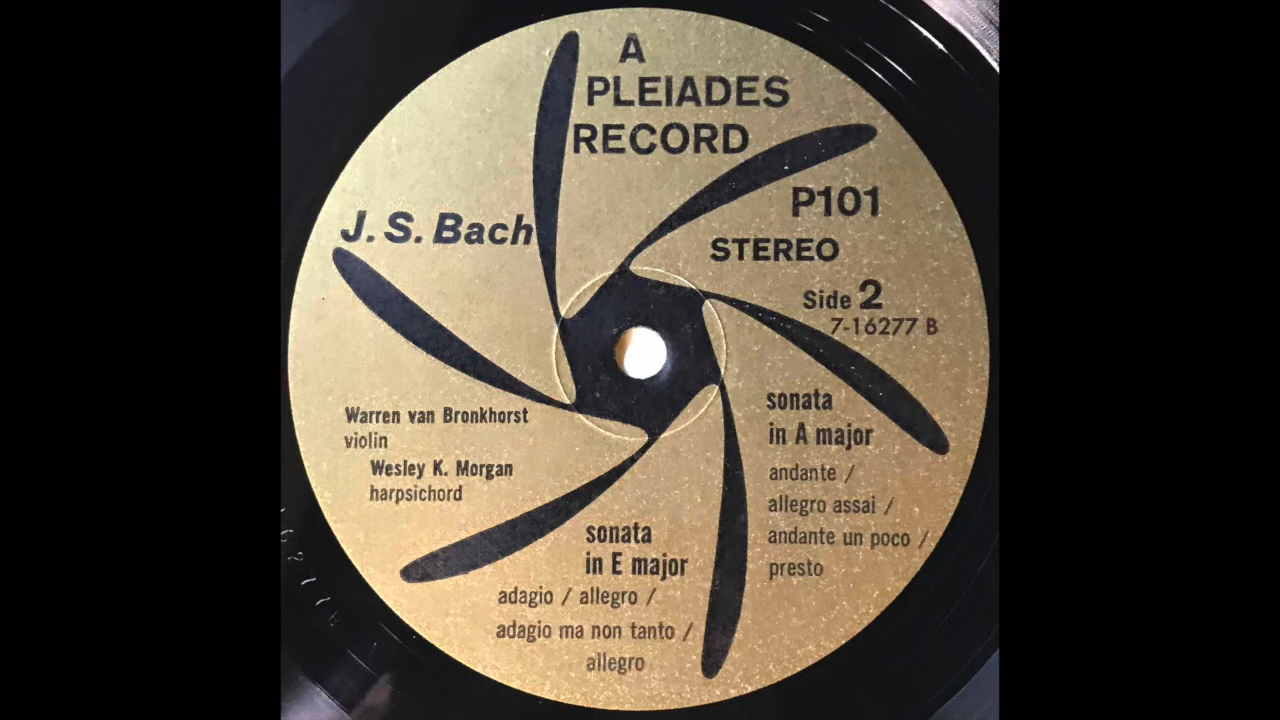 A
PLEIADES
RECORD
P101
STEREO
J. S. Bach
Side 2
7-16277 B
sonata
in A major
andante /
allegro assai /
andante un poco /
presto
Warren van Bronkhorst
violin
Wesley K. Morgan
harpsichord
sonata
in E major
adagio / allegro /
adagio ma non tanto /
allegro